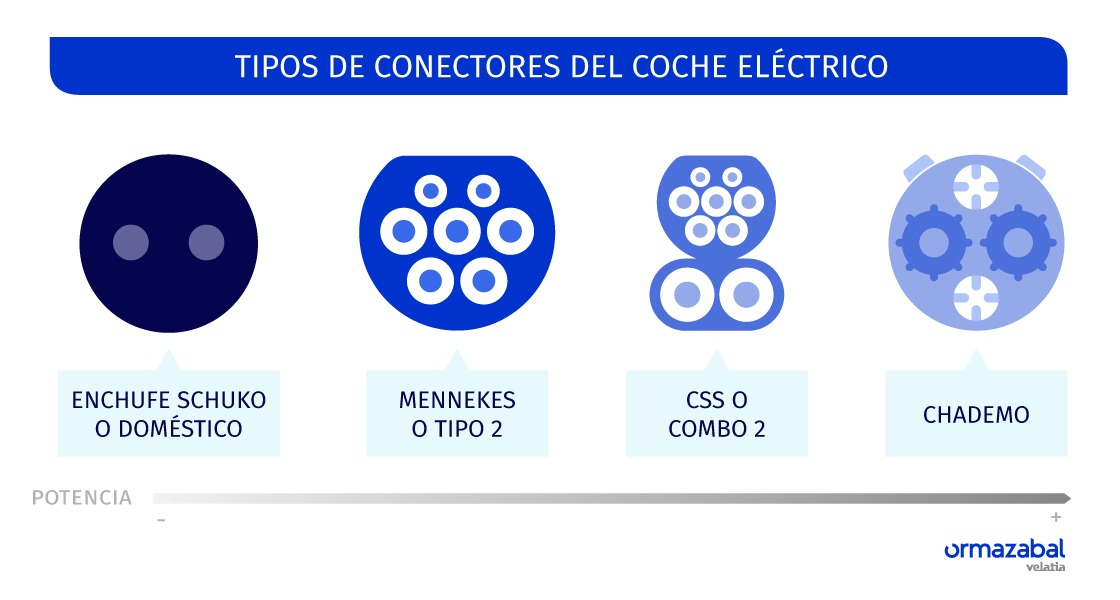 TIPOS DE CONECTORES DEL COCHE ELÉCTRICO
ENCHUFE SCHUKO
O DOMÉSTICO
MENNEKES
O TIPO 2
CSS O
COMBO 2
CHADEMO
POTENCIA
- +
ormazabal
velatia